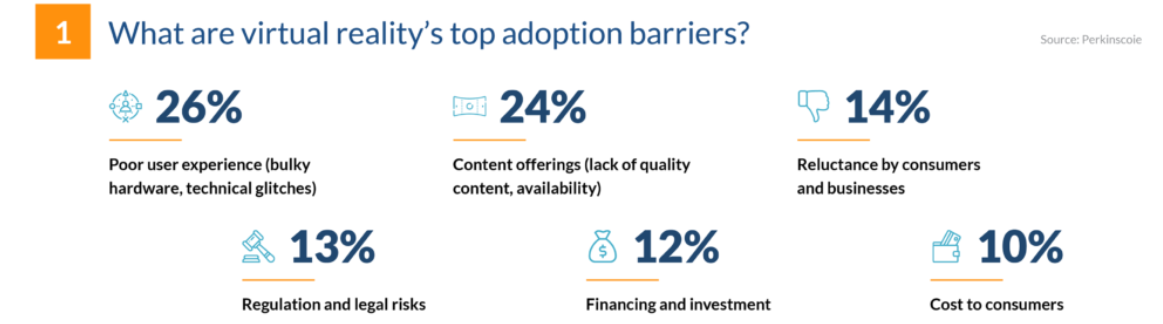 1 What are virtual reality's top adoption barriers?
Source: Perkinscoie
26%
24%
14%
Poor user experience (bulky
hardware, technical glitches)
Content offerings (lack of quality
content, availability)
Reluctance by consumers
and businesses
13%
12%
10%
Regulation and legal risks
Financing and investment
Cost to consumers